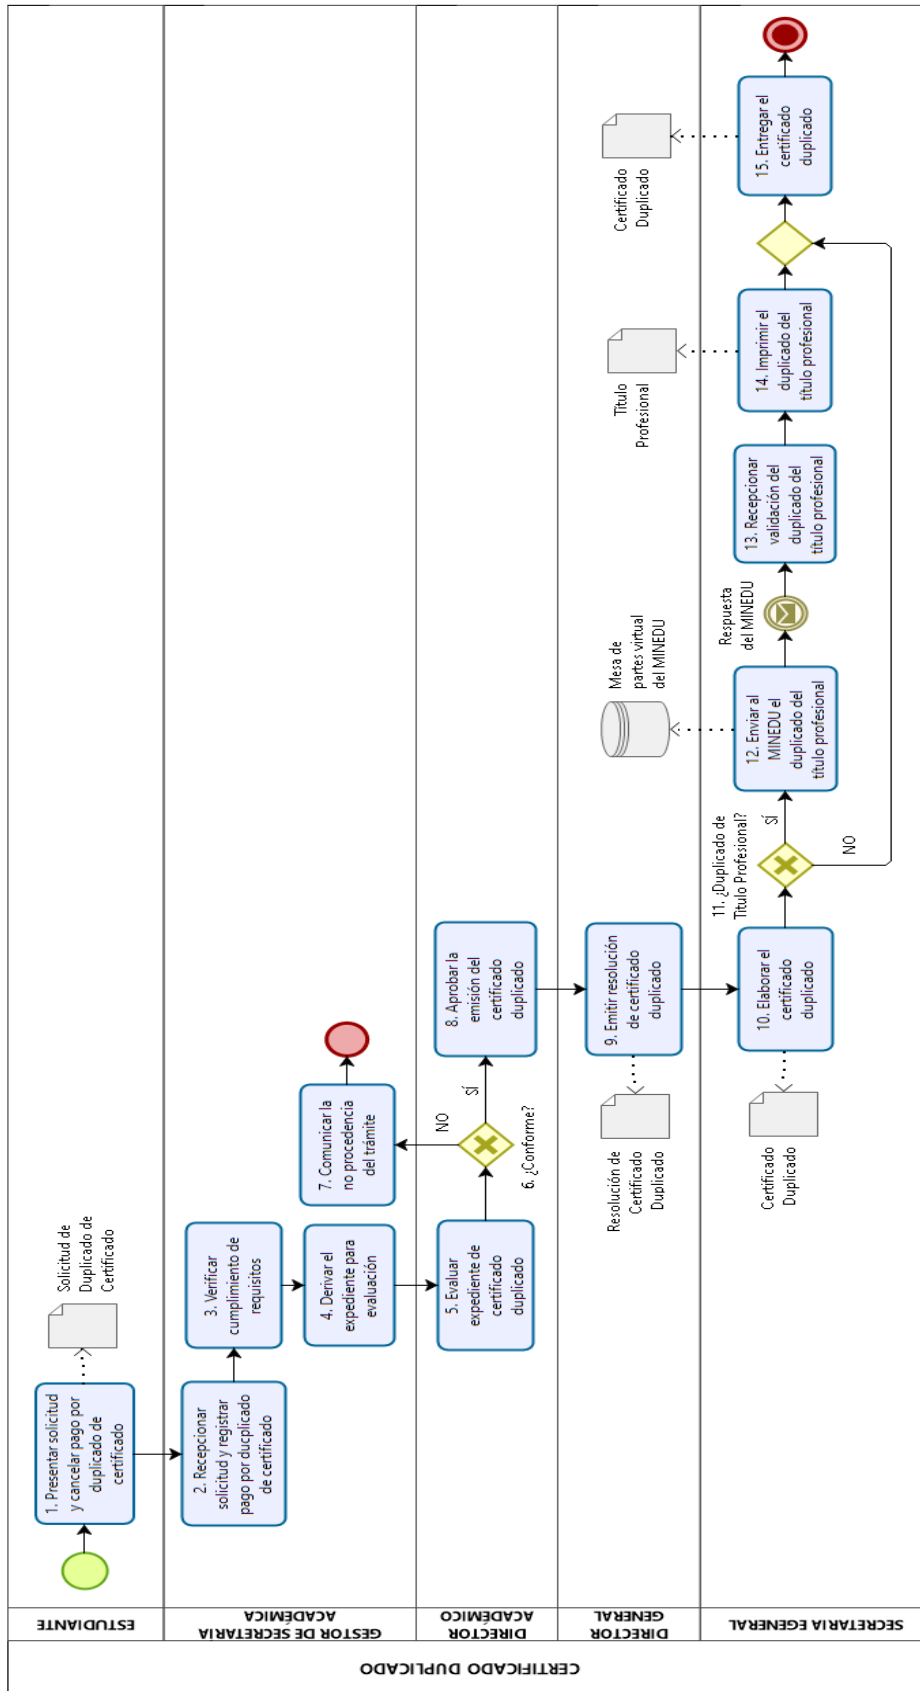 CERTIFICADO DUPLICADO
ESTUDIANTE
1. Presentar solicitud
y cancelar pago por
duplicado de
certificado
Solicitud de
Duplicado de
Certificado
GESTOR DE SECRETARIA
ACADÉMICA
2. Recepcionar
solicitud y registrar
pago por ducplicado
de certificado
3. Verificar
cumplimiento de
requisitos
4. Derivar el
expediente para
evaluación
7. Comunicar la
no procedencia
del trámite
DIRECTOR
ACADÉMICO
5. Evaluar
expediente de
certificado
duplicado
6. ¿Conforme?
NO
SÍ
8. Aprobar la
emisión del
certificado
duplicado
DIRECTOR
GENERAL
Resolución de
Certificado
Duplicado
9. Emitir resolución
de certificado
duplicado
Mesa de
partes virtual
del MINEDU
Título
Profesional
Certificado
Duplicado
SECRETARIA EGENERAL
Certificado
Duplicado
10. Elaborar el
certificado
duplicado
11. ¿Duplicado de
Título Profesional?
SÍ
NO
12. Enviar al
MINEDU el
duplicado del
título profesional
Respuesta
del MINEDU
13. Recepcionar
validación del
duplicado del
título profesional
14. Imprimir el
duplicado del
título profesional
15. Entregar el
certificado
duplicado